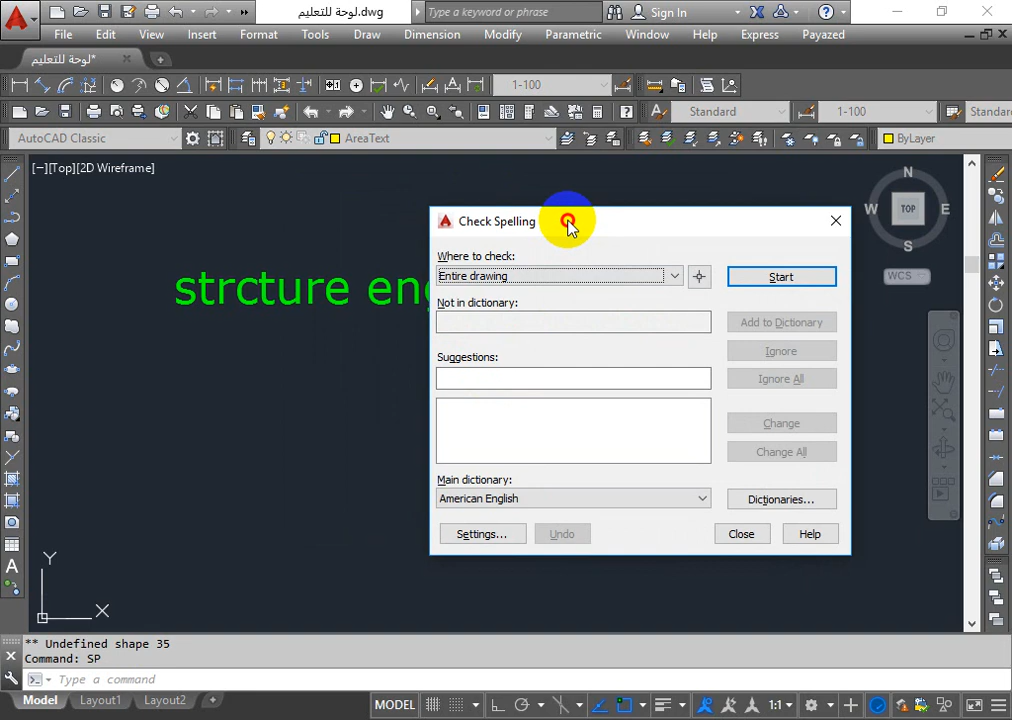 لوحة للتعليم.dwg
Type a keyword or phrase
Sign In
File Edit View Insert Format Tools Draw Dimension Modify Parametric Window Help Express Payazed
لوحة للتعليم*
1-100
Standard 1-100 Standard
AutoCAD Classic AreaText ByLayer
[−][Top][2D Wireframe]
N
W TOP E
S
WCS
strcture eng
Check Spelling
Where to check:
Entire drawing
Start
Not in dictionary:
Add to Dictionary
Ignore
Suggestions:
Ignore All
Change
Change All
Main dictionary:
American English
Dictionaries...
Settings... Undo Close Help
Y
X
** Undefined shape 35
Command: SP
Type a command
Model Layout1 Layout2 + MODEL 1:1